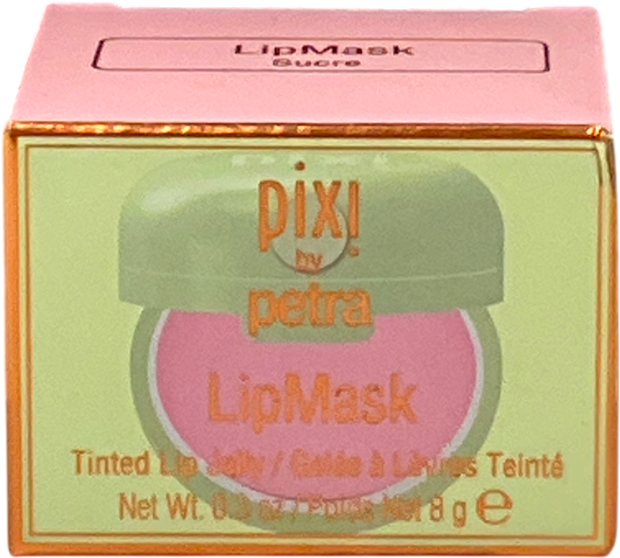 LipMask
Sucre
pixi
by
petra
LipMask
Tinted Lip Jelly / Gelée à Lèvres Teinté
Net Wt. 0.3 oz / Poids Net 8 g ℮